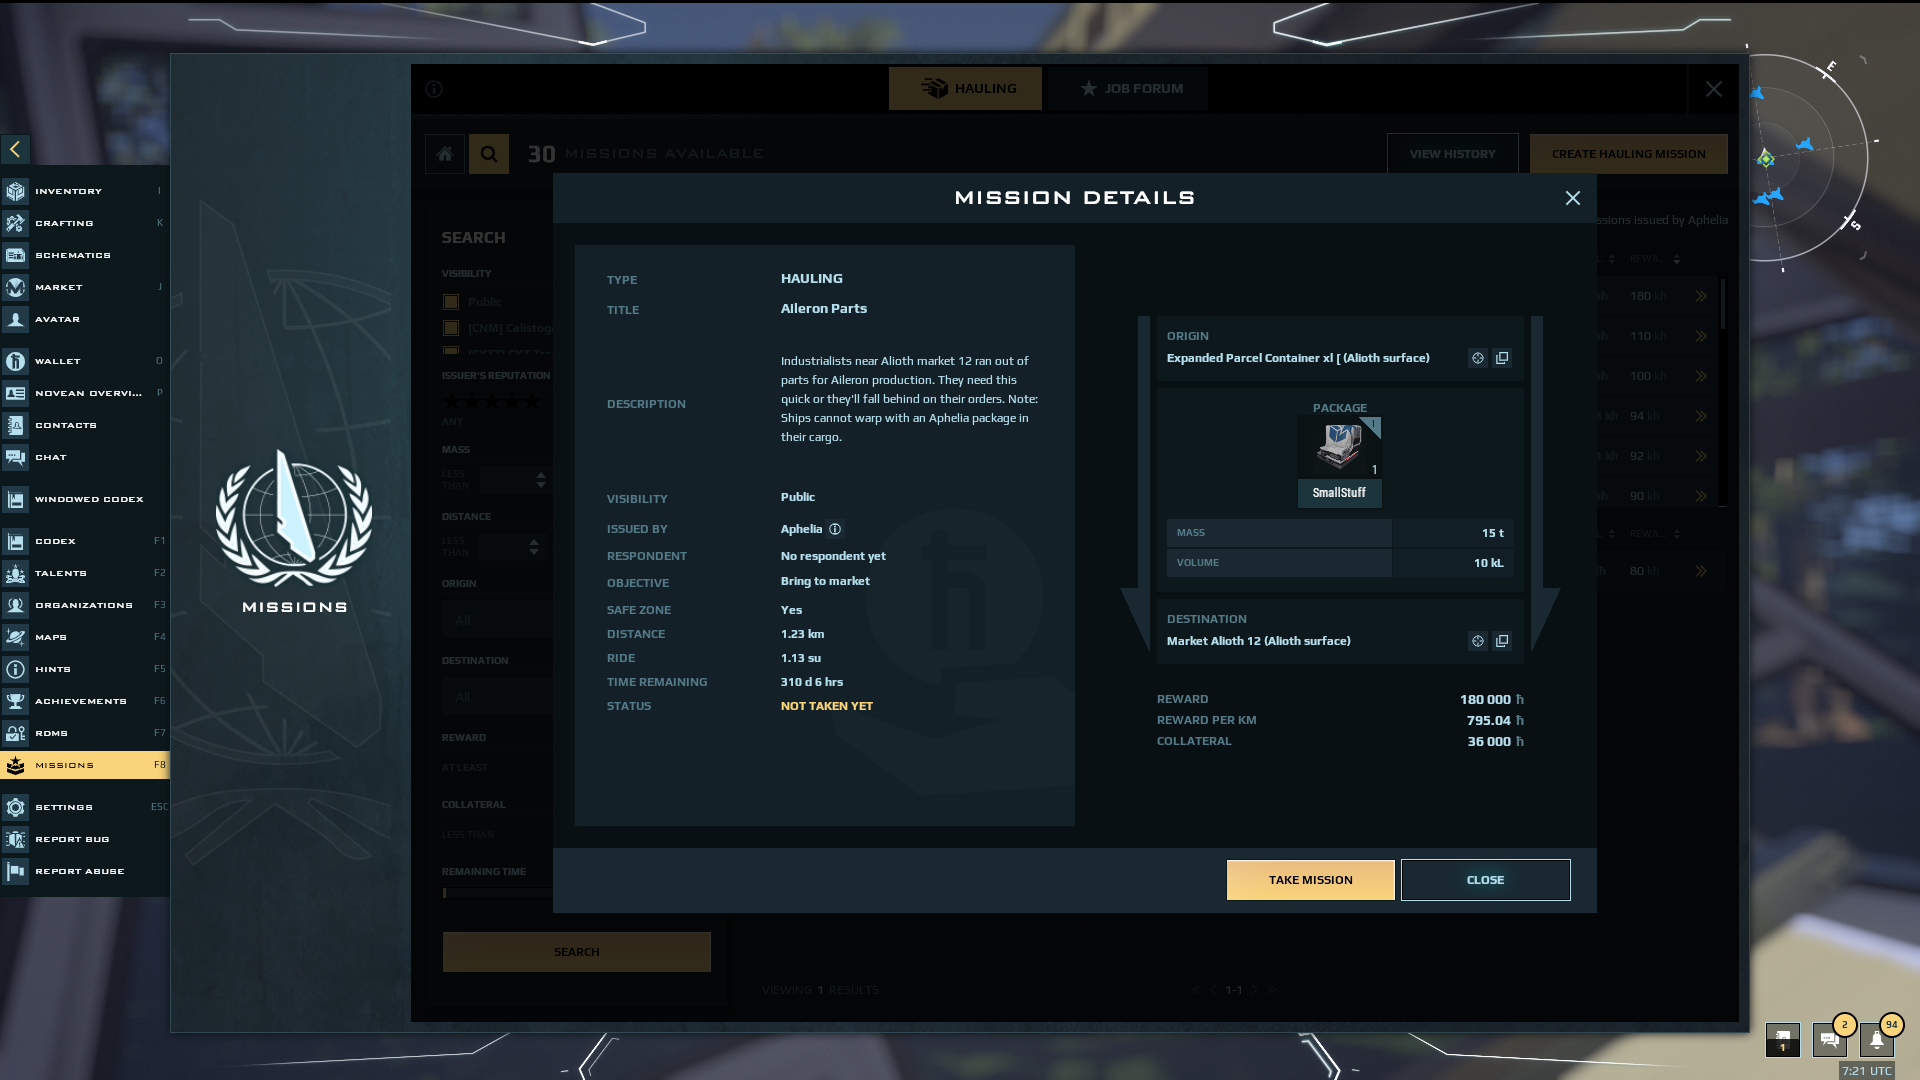 INVENTORY I
CRAFTING K
SCHEMATICS
MARKET J
AVATAR
WALLET O
NOVEAN OVERVI... P
CONTACTS
CHAT
WINDOWED CODEX
CODEX F1
TALENTS F2
ORGANIZATIONS F3
MAPS F4
HINTS F5
ACHIEVEMENTS F6
RDMS F7
MISSIONS F8
SETTINGS ESC
REPORT BUG
REPORT ABUSE
MISSIONS
HAULING
JOB FORUM
30 MISSIONS AVAILABLE
VIEW HISTORY
CREATE HAULING MISSION
SEARCH
VISIBILITY
Public
ISSUER'S REPUTATION
ANY
MASS
LESS THAN
DISTANCE
LESS THAN
ORIGIN
All
DESTINATION
All
REWARD
AT LEAST
COLLATERAL
LESS THAN
REMAINING TIME
SEARCH
MISSION DETAILS
TYPE HAULING
TITLE Aileron Parts
DESCRIPTION
Industrialists near Alioth market 12 ran out of
parts for Aileron production. They need this
quick or they'll fall behind on their orders. Note:
Ships cannot warp with an Aphelia package in
their cargo.
VISIBILITY Public
ISSUED BY Aphelia
RESPONDENT No respondent yet
OBJECTIVE Bring to market
SAFE ZONE Yes
DISTANCE 1.23 km
RIDE 1.13 su
TIME REMAINING 310 d 6 hrs
STATUS NOT TAKEN YET
ORIGIN
Expanded Parcel Container xl [ (Alioth surface)
PACKAGE
1
SmallStuff
MASS 15 t
VOLUME 10 kL
DESTINATION
Market Alioth 12 (Alioth surface)
REWARD 180 000 ħ
REWARD PER KM 795.04 ħ
COLLATERAL 36 000 ħ
TAKE MISSION
CLOSE
issued by Aphelia
REWA...
180 kh
110 kh
100 kh
94 kh
92 kh
90 kh
REWA...
80 kh
VIEWING 1 RESULTS
1-1
E
S
1
2
94
7:21 UTC